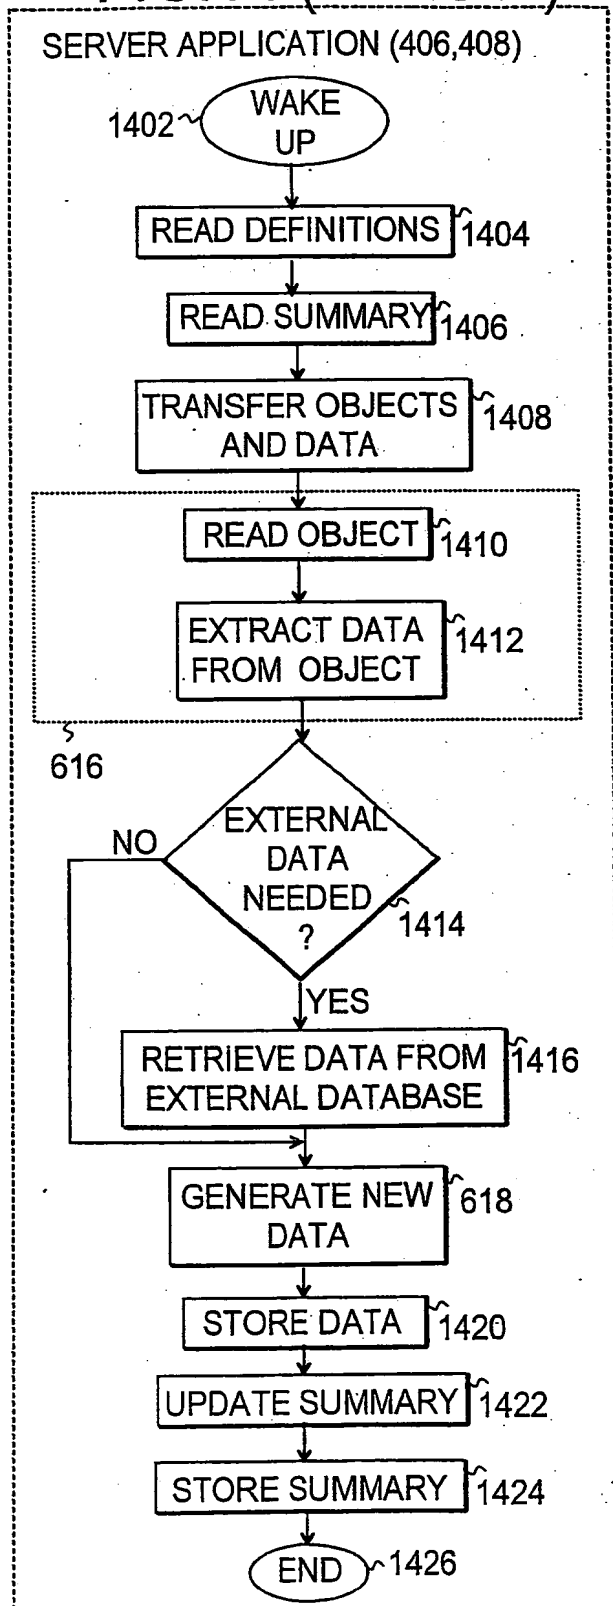 SERVER APPLICATION (406,408)
WAKE
UP
1402
READ DEFINITIONS
1404
READ SUMMARY
1406
TRANSFER OBJECTS
AND DATA
1408
READ OBJECT
1410
EXTRACT DATA
FROM OBJECT
1412
616
EXTERNAL
DATA
NEEDED
?
1414
NO
YES
RETRIEVE DATA FROM
EXTERNAL DATABASE
1416
GENERATE NEW
DATA
618
STORE DATA
1420
UPDATE SUMMARY
1422
STORE SUMMARY
1424
END
1426